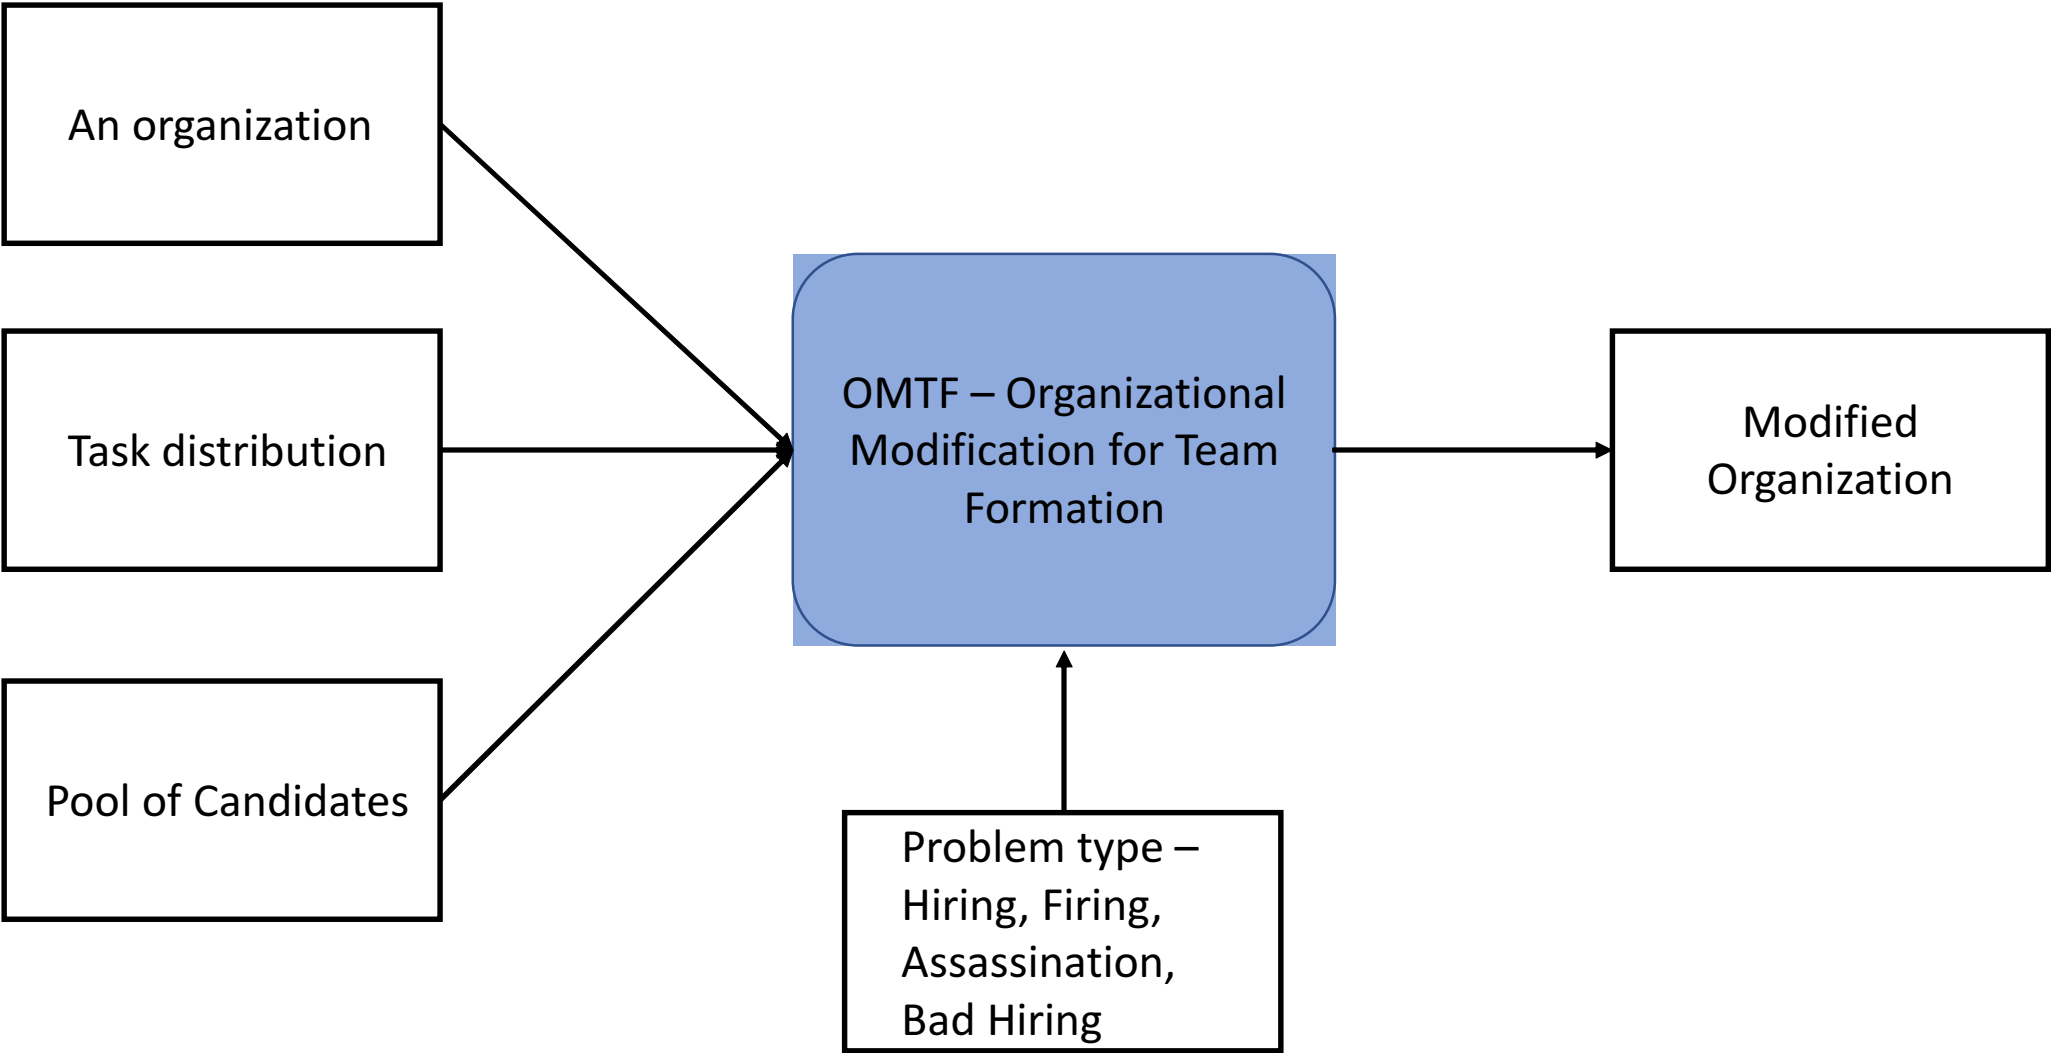 An organization
Task distribution
Pool of Candidates
OMTF – Organizational
Modification for Team
Formation
Problem type –
Hiring, Firing,
Assassination,
Bad Hiring
Modified
Organization